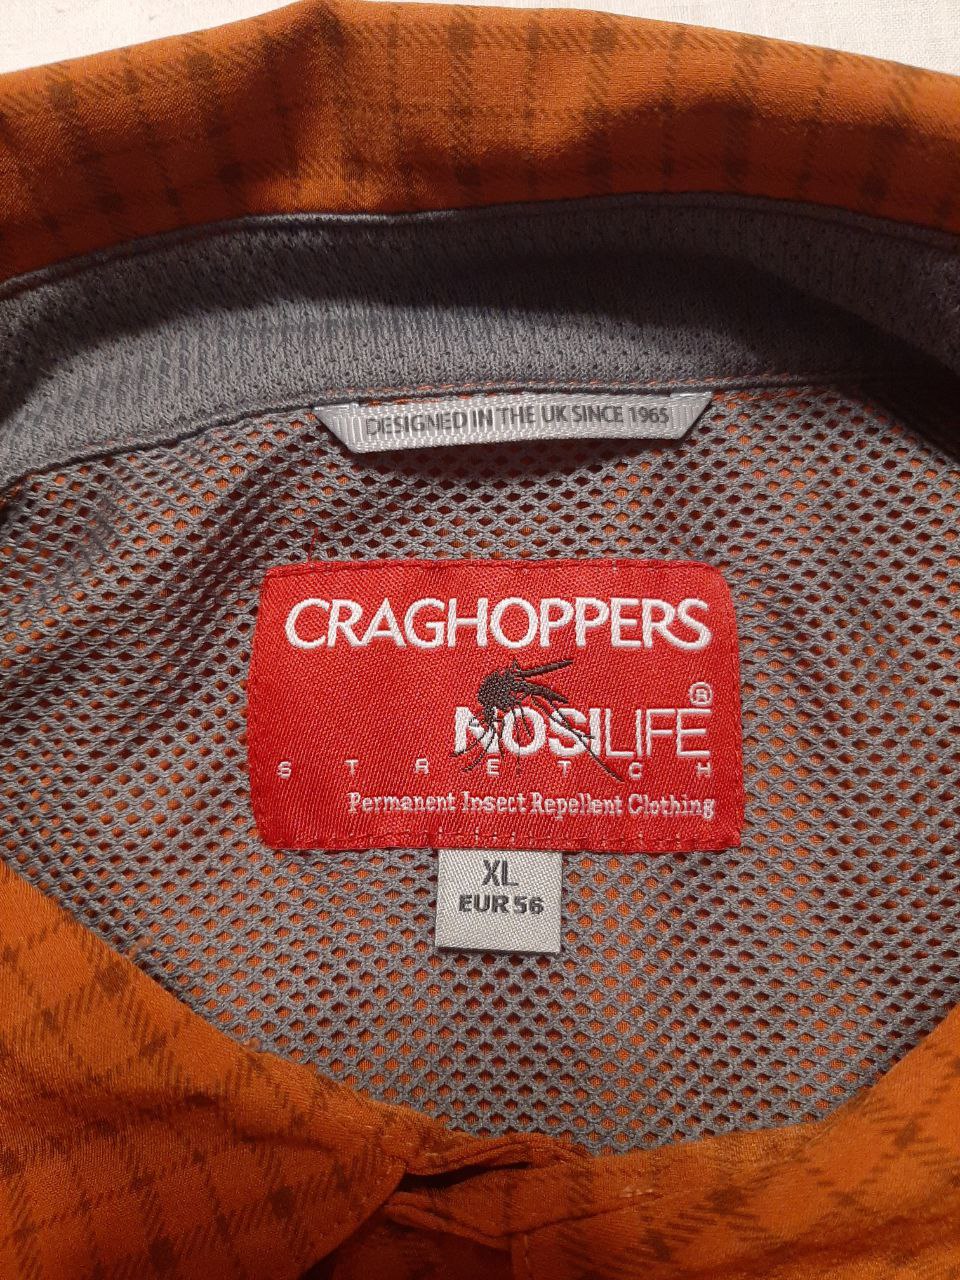 DESIGNED IN THE UK SINCE 1965
CRAGHOPPERS
NOSILIFE®
STRETCH
Permanent Insect Repellent Clothing
XL
EUR 56